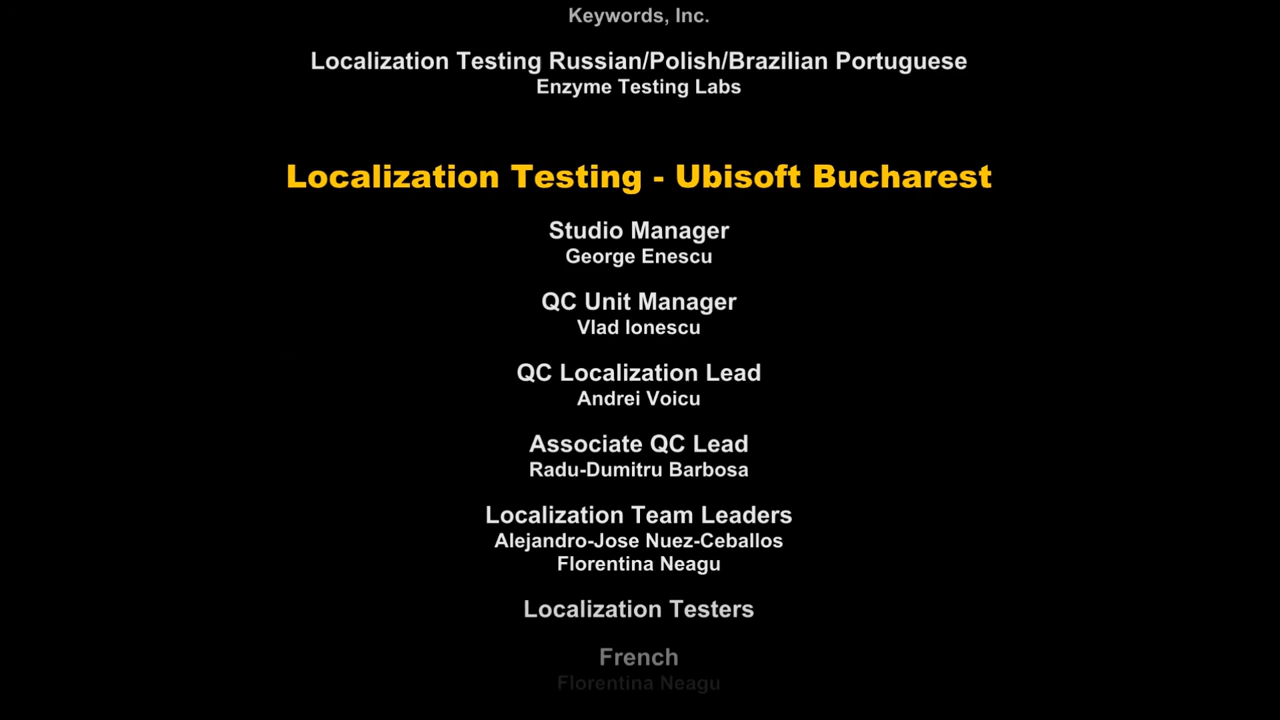 Keywords, Inc.
Localization Testing Russian/Polish/Brazilian Portuguese
Enzyme Testing Labs
Localization Testing - Ubisoft Bucharest
Studio Manager
George Enescu
QC Unit Manager
Vlad Ionescu
QC Localization Lead
Andrei Voicu
Associate QC Lead
Radu-Dumitru Barbosa
Localization Team Leaders
Alejandro-Jose Nuez-Ceballos
Florentina Neagu
Localization Testers
French
Florentina Neagu